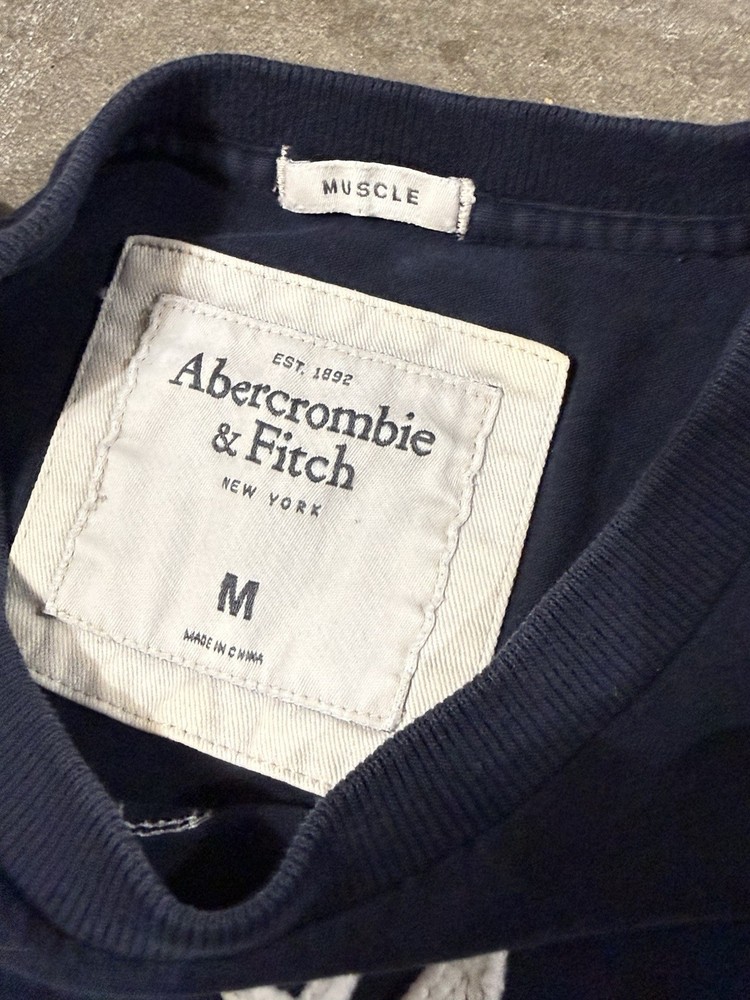 MUSCLE
EST. 1892
Abercrombie
& Fitch
NEW YORK
M
MADE IN CHINA